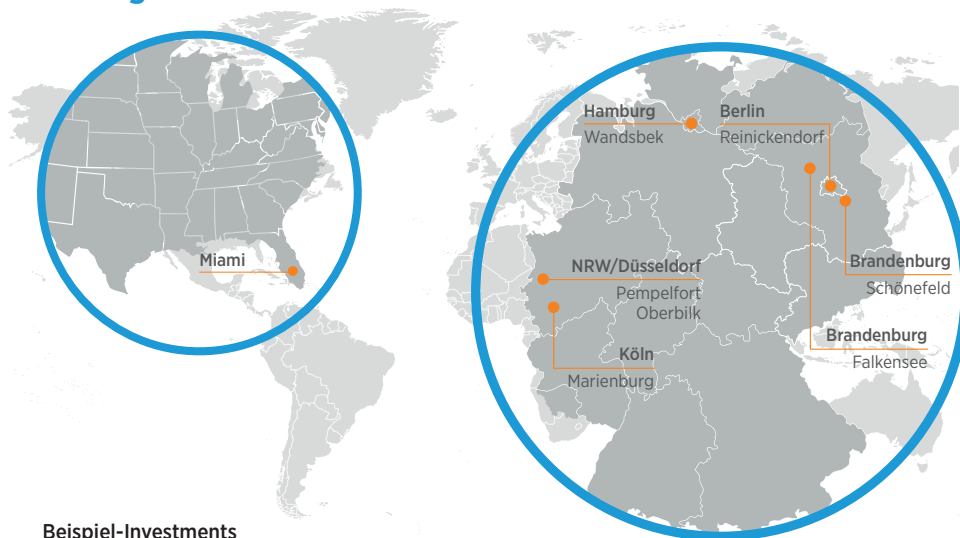 Hamburg
Wandsbek
Berlin
Reinickendorf
Miami
NRW/Düsseldorf
Pempelfort
Oberbilk
Brandenburg
Schönefeld
Brandenburg
Falkensee
Köln
Marienburg
Beispiel-Investments